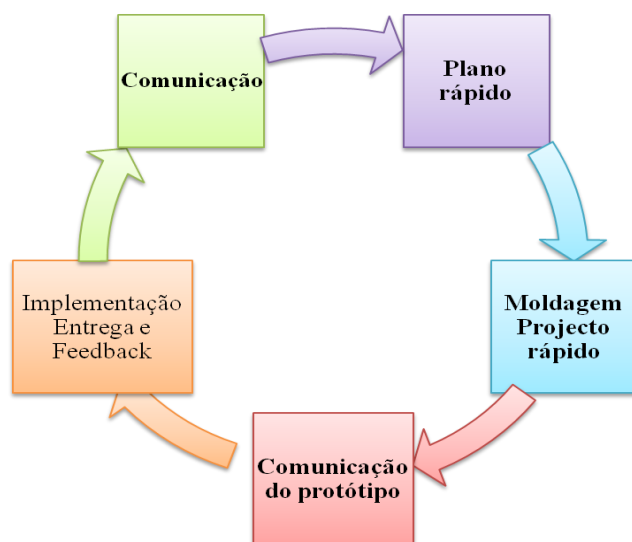 Comunicação
Plano
rápido
Moldagem
Projecto
rápido
Comunicação
do protótipo
Implementação
Entrega e
Feedback